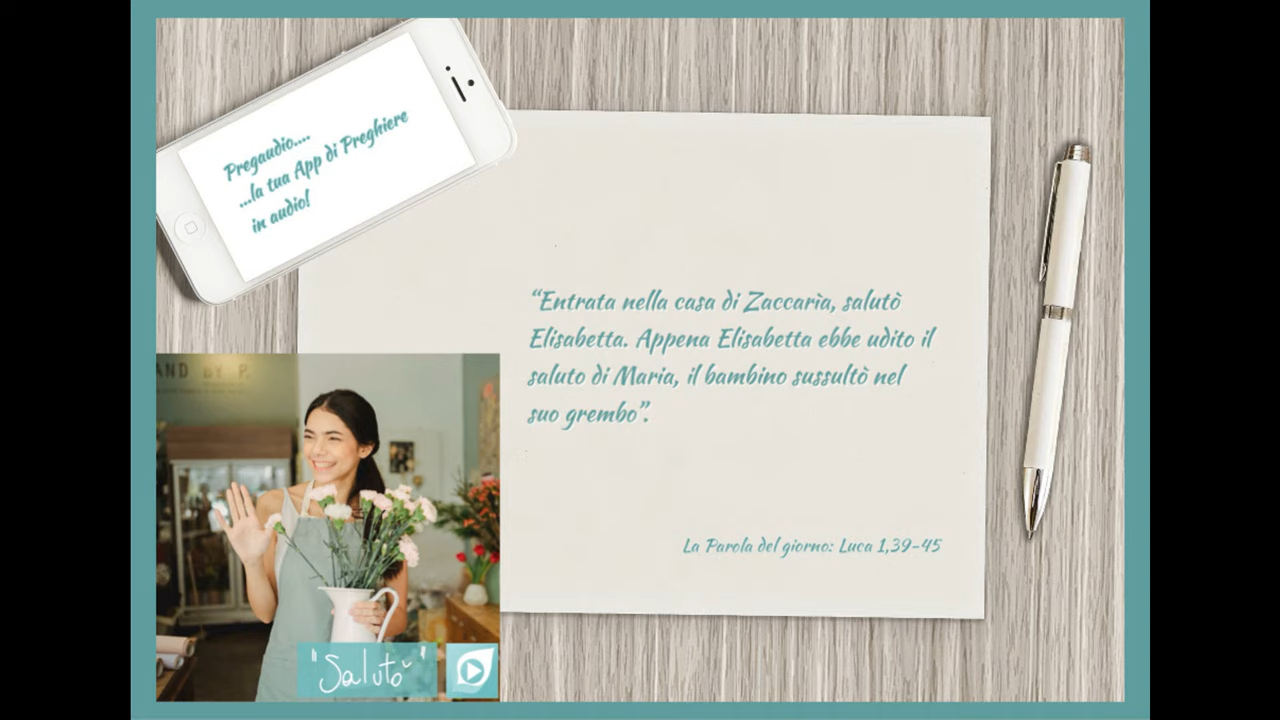 Pregaudio....
...la tua App di Preghiere
in audio!
“Entrata nella casa di Zaccarìa, salutò
Elisabetta. Appena Elisabetta ebbe udito il
saluto di Maria, il bambino sussultò nel
suo grembo”.
La Parola del giorno: Luca 1,39-45
AND BY P.
"Salutò"